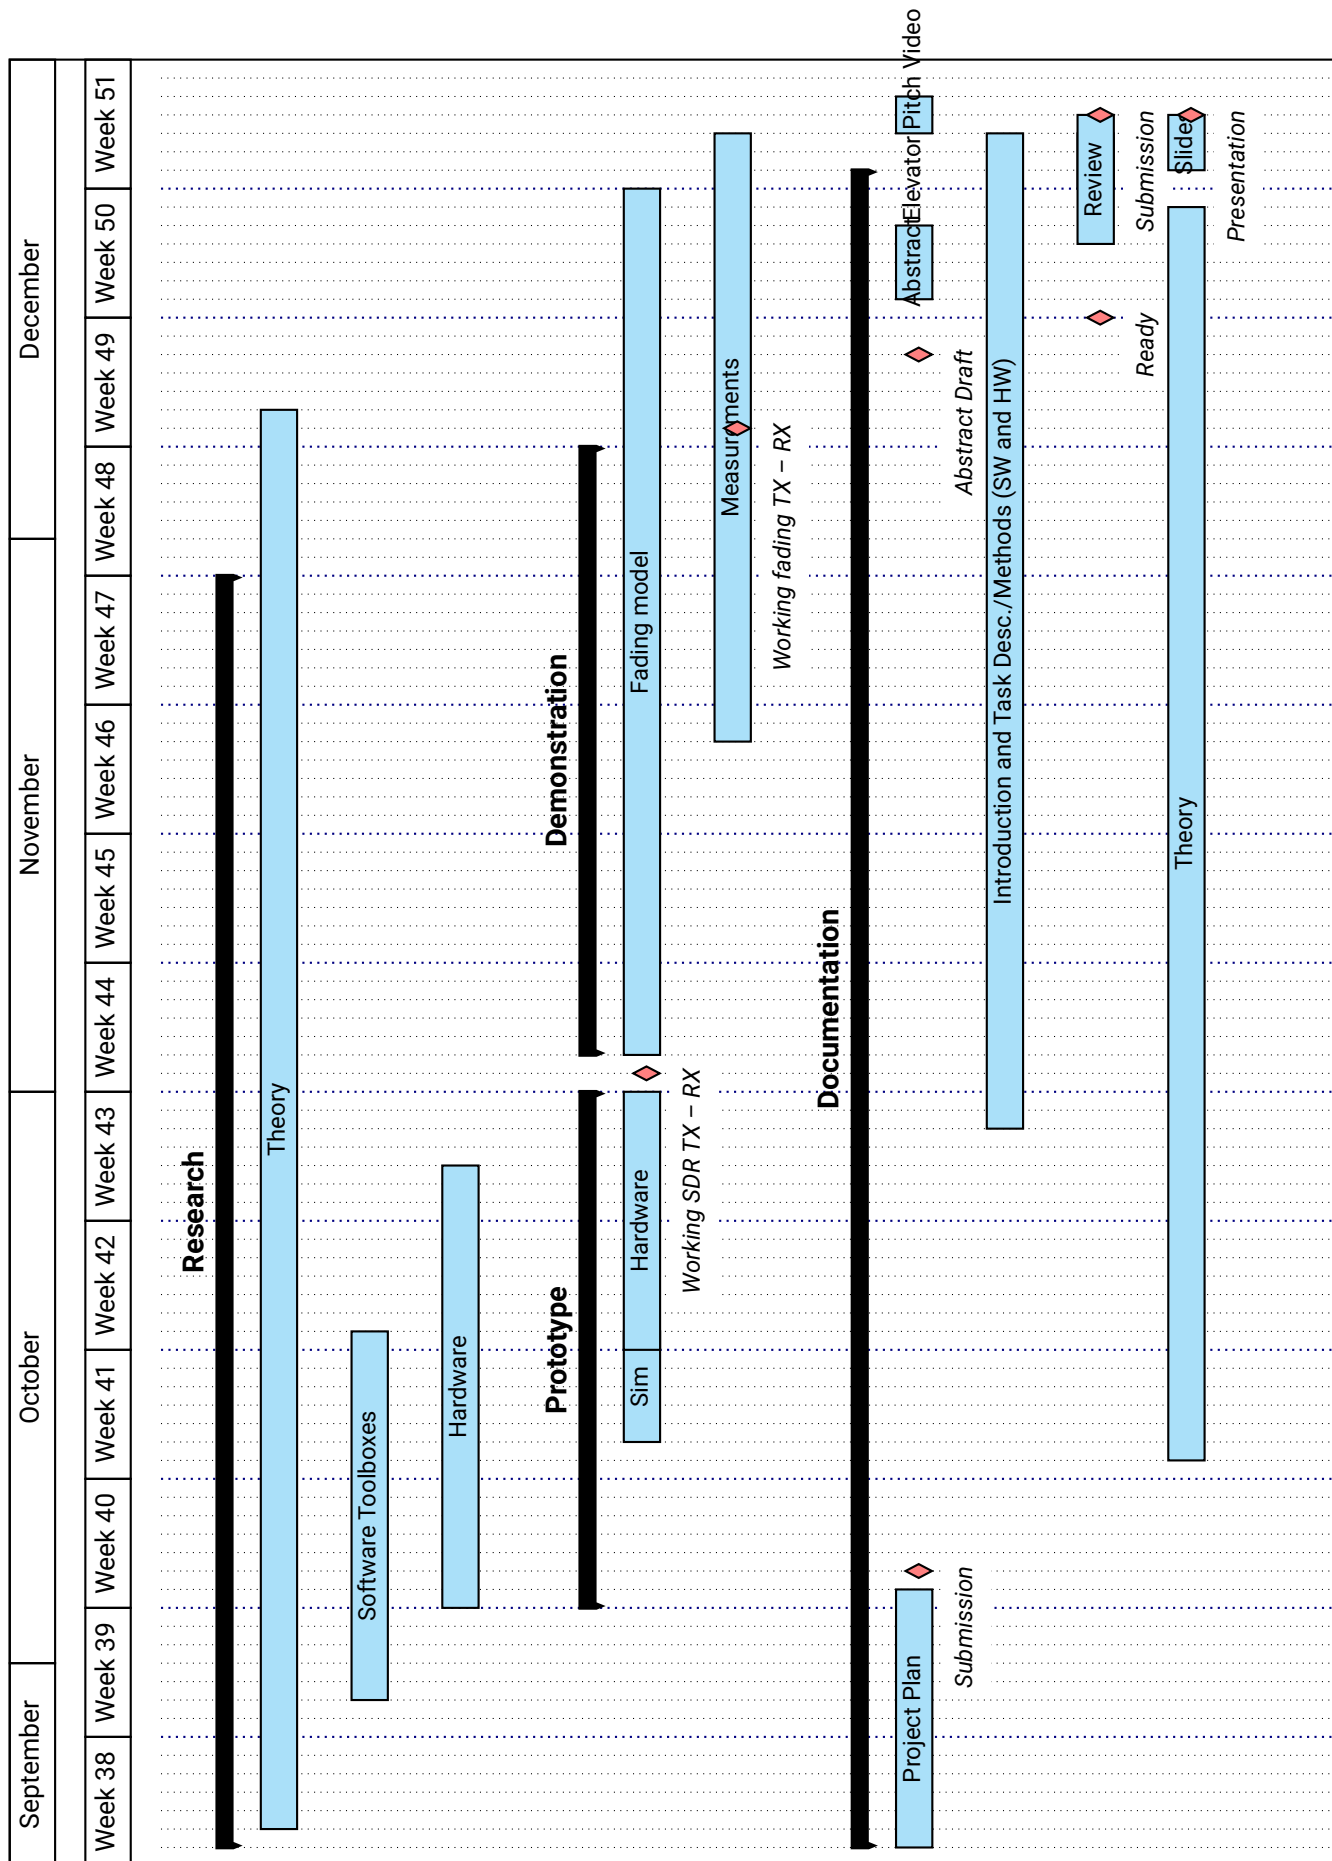 September
October
November
December
Week 38
Week 39
Week 40
Week 41
Week 42
Week 43
Week 44
Week 45
Week 46
Week 47
Week 48
Week 49
Week 50
Week 51
Research
Theory
Software Toolboxes
Hardware
Prototype
Sim
Hardware
Working SDR TX – RX
Demonstration
Fading model
Measurements
Working fading TX – RX
Documentation
Project Plan
Submission
Abstract Draft
Abstract
Elevator Pitch Video
Introduction and Task Desc./Methods (SW and HW)
Ready
Review
Submission
Theory
Slides
Presentation